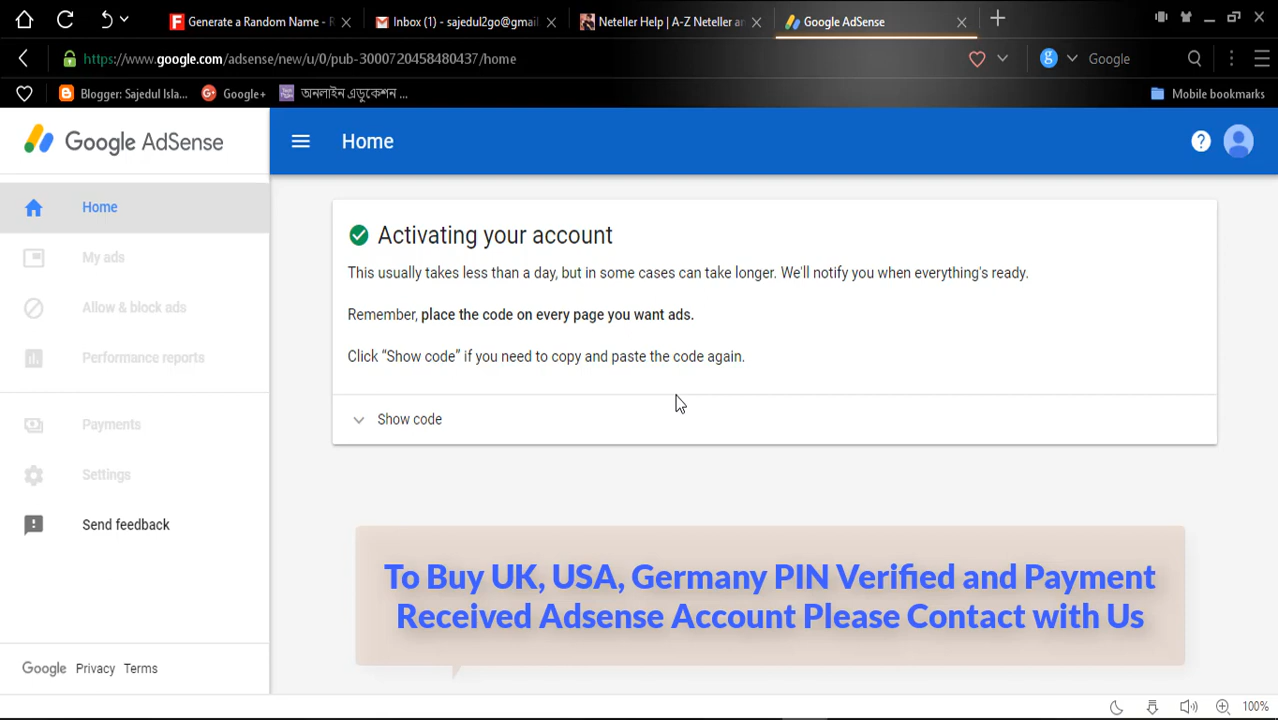 Generate a Random Name - F
Inbox (1) - sajedul2go@gmail
Neteller Help | A-Z Neteller an
Google AdSense
https://www.google.com/adsense/new/u/0/pub-3000720458480437/home
g
Google
Blogger: Sajedul Isla...
Google+
অনলাইন এডুকেশন ...
Mobile bookmarks
Google AdSense
Home
Home
My ads
Allow & block ads
Performance reports
Payments
Settings
Send feedback
Activating your account
This usually takes less than a day, but in some cases can take longer. We'll notify you when everything's ready.
Remember, place the code on every page you want ads.
Click “Show code” if you need to copy and paste the code again.
Show code
To Buy UK, USA, Germany PIN Verified and Payment
Received Adsense Account Please Contact with Us
Google Privacy Terms
100%